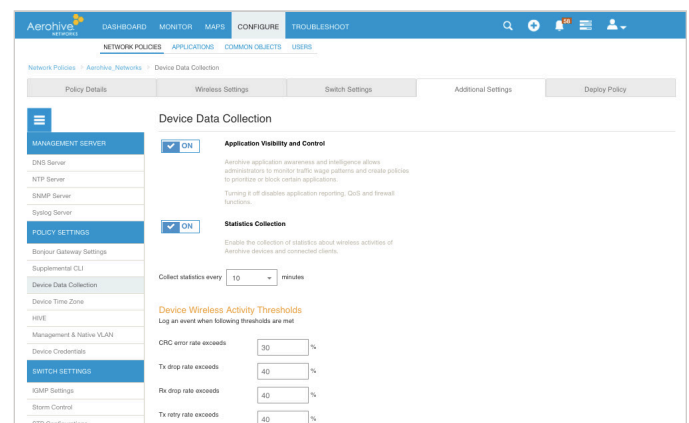 Aerohive
NETWORKS
DASHBOARD MONITOR MAPS CONFIGURE TROUBLESHOOT
58
NETWORK POLICIES APPLICATIONS COMMON OBJECTS USERS
Network Policies Aerohive_Networks Device Data Collection
Policy Details Wireless Settings Switch Settings Additional Settings Deploy Policy
Device Data Collection
MANAGEMENT SERVER
DNS Server
NTP Server
SNMP Server
Syslog Server
POLICY SETTINGS
Bonjour Gateway Settings
Supplemental CLI
Device Data Collection
Device Time Zone
HIVE
Management & Native VLAN
Device Credentials
SWITCH SETTINGS
IGMP Settings
Storm Control
ON Application Visibility and Control
Aerohive application awareness and intelligence allows
administrators to monitor traffic wage patterns and create policies
to prioritize or block certain applications.
Turning it off disables application reporting, QoS and firewall
functions.
ON Statistics Collection
Enable the collection of statistics about wireless activities of
Aerohive devices and connected clients.
Collect statistics every 10 minutes
Device Wireless Activity Thresholds
Log an event when following thresholds are met
CRC error rate exceeds 30 %
Tx drop rate exceeds 40 %
Rx drop rate exceeds 40 %
Tx retry rate exceeds 40 %